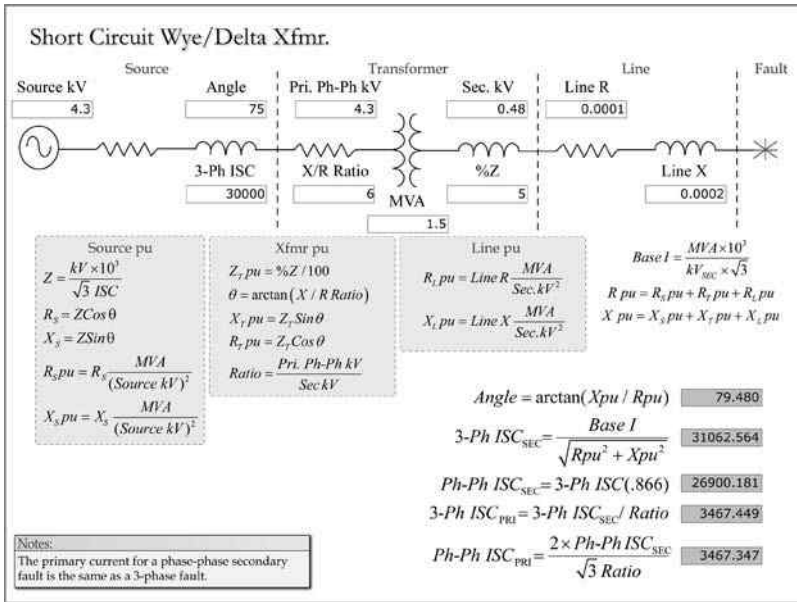 Short Circuit Wye/Delta Xfmr.
Source Transformer Line Fault
Source kV Angle Pri. Ph-Ph kV Sec. kV Line R
4.3 75 4.3 0.48 0.0001
3-Ph ISC X/R Ratio MVA %Z Line X
30000 6 1.5 5 0.0002
Source pu
Z = kV × 10³ / √3 ISC
R_S = ZCos θ
X_S = ZSin θ
R_S pu = R_S MVA / (Source kV)²
X_S pu = X_S MVA / (Source kV)²
Xfmr pu
Z_T pu = %Z / 100
θ = arctan(X / R Ratio)
X_T pu = Z_T Sin θ
R_T pu = Z_T Cos θ
Ratio = Pri. Ph-Ph kV / Sec kV
Line pu
R_L pu = Line R MVA / Sec. kV²
X_L pu = Line X MVA / Sec. kV²
Base I = MVA × 10³ / kV_SEC × √3
R pu = R_S pu + R_T pu + R_L pu
X pu = X_S pu + X_T pu + X_L pu
Angle = arctan(Xpu / Rpu) 79.480
3-Ph ISC_SEC = Base I / √Rpu² + Xpu² 31062.564
Ph-Ph ISC_SEC = 3-Ph ISC(.866) 26900.181
3-Ph ISC_PRI = 3-Ph ISC_SEC / Ratio 3467.449
Ph-Ph ISC_PRI = 2 × Ph-Ph ISC_SEC / √3 Ratio 3467.347
Notes:
The primary current for a phase-phase secondary
fault is the same as a 3-phase fault.